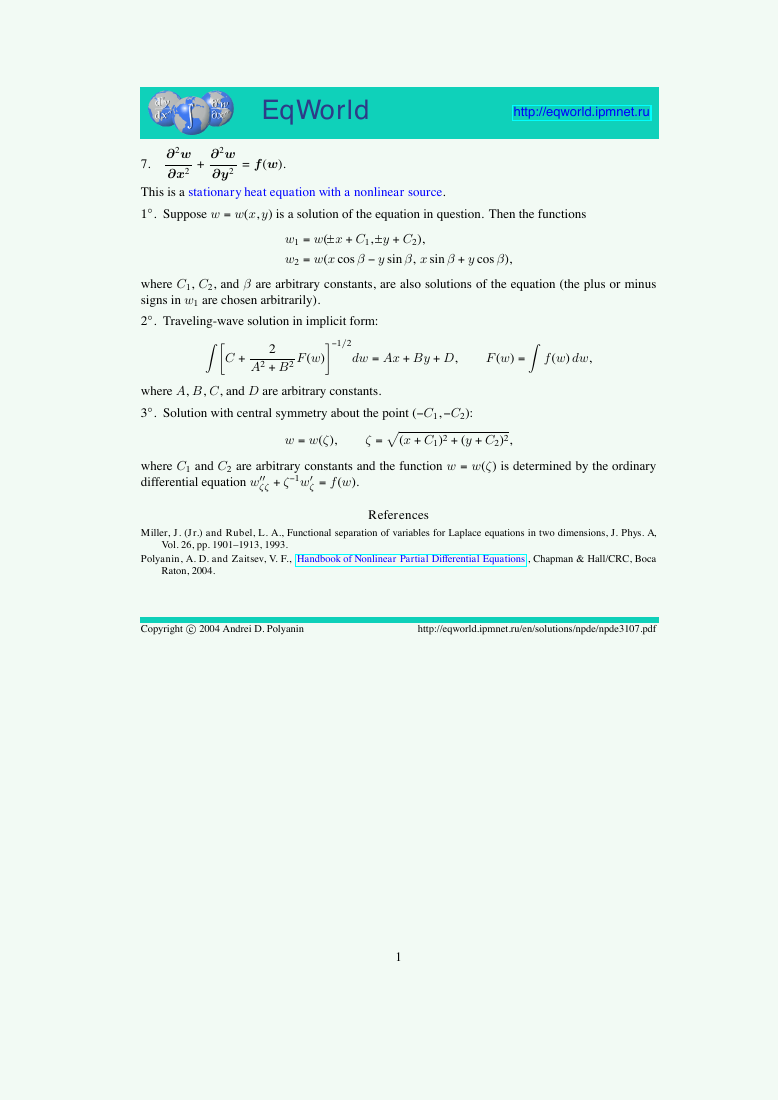 EqWorld
http://eqworld.ipmnet.ru
7. ∂²w/∂x² + ∂²w/∂y² = f(w).
This is a stationary heat equation with a nonlinear source.
1°. Suppose w = w(x, y) is a solution of the equation in question. Then the functions
w₁ = w(±x + C₁, ±y + C₂),
w₂ = w(x cos β − y sin β, x sin β + y cos β),
where C₁, C₂, and β are arbitrary constants, are also solutions of the equation (the plus or minus
signs in w₁ are chosen arbitrarily).
2°. Traveling-wave solution in implicit form:
∫ [C + 2/(A² + B²) F(w)]^(−1/2) dw = Ax + By + D, F(w) = ∫ f(w) dw,
where A, B, C, and D are arbitrary constants.
3°. Solution with central symmetry about the point (−C₁, −C₂):
w = w(ζ), ζ = √((x + C₁)² + (y + C₂)²),
where C₁ and C₂ are arbitrary constants and the function w = w(ζ) is determined by the ordinary
differential equation w″_ζζ + ζ⁻¹w′_ζ = f(w).
References
Miller, J. (Jr.) and Rubel, L. A., Functional separation of variables for Laplace equations in two dimensions, J. Phys. A,
Vol. 26, pp. 1901–1913, 1993.
Polyanin, A. D. and Zaitsev, V. F., Handbook of Nonlinear Partial Differential Equations, Chapman & Hall/CRC, Boca
Raton, 2004.
Copyright © 2004 Andrei D. Polyanin http://eqworld.ipmnet.ru/en/solutions/npde/npde3107.pdf
1